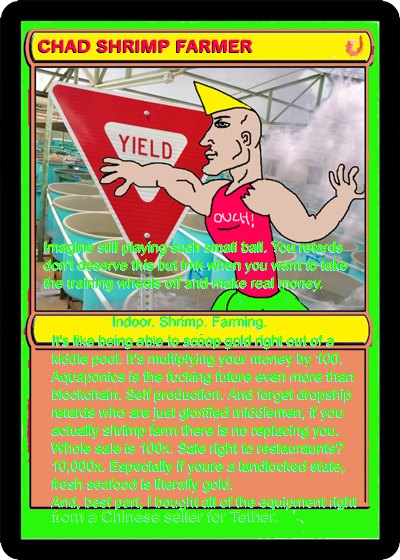 CHAD SHRIMP FARMER
YIELD
OUCH!
Imagine still playing such small ball. You retards
don't deserve this but lmk when you want to take
the training wheels off and make real money.
Indoor. Shrimp. Farming.
It's like being able to scoop gold right out of a
kiddie pool. It's multiplying your money by 100.
Aquaponics is the fucking future even more than
blockchain. Self production. And forget dropship
retards who are just glorified middlemen, if you
actually shrimp farm there is no replacing you.
Whole sale is 100x. Sale right to restaurants?
10,000x. Especially if youre a landlocked state,
fresh seafood is literally gold.
And, best part, I bought all of the equipment right
from a Chinese seller for Tether.